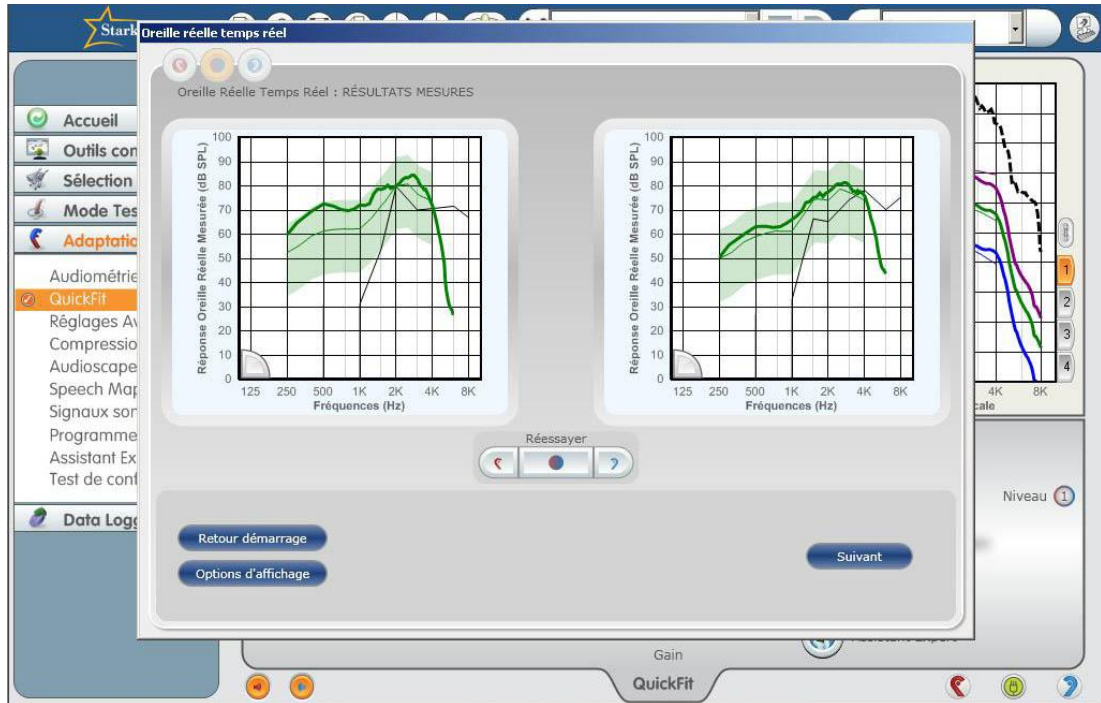 Stark
Oreille réelle temps réel
Oreille Réelle Temps Réel : RÉSULTATS MESURES
Accueil
Outils con
Sélection
Mode Tes
Adaptatio
Audiométrie
QuickFit
Réglages Av
Compressio
Audioscape
Speech Map
Signaux sor
Programme
Assistant Ex
Test de conf
Data Logg
Réponse Oreille Réelle Mesurée (dB SPL)
100
90
80
70
60
50
40
30
20
10
0
125 250 500 1K 2K 4K 8K
Fréquences (Hz)
Réponse Oreille Réelle Mesurée (dB SPL)
100
90
80
70
60
50
40
30
20
10
0
125 250 500 1K 2K 4K 8K
Fréquences (Hz)
Réessayer
Retour démarrage
Options d'affichage
Suivant
1
2
3
4
4K 8K
cale
Niveau 1
Gain
QuickFit